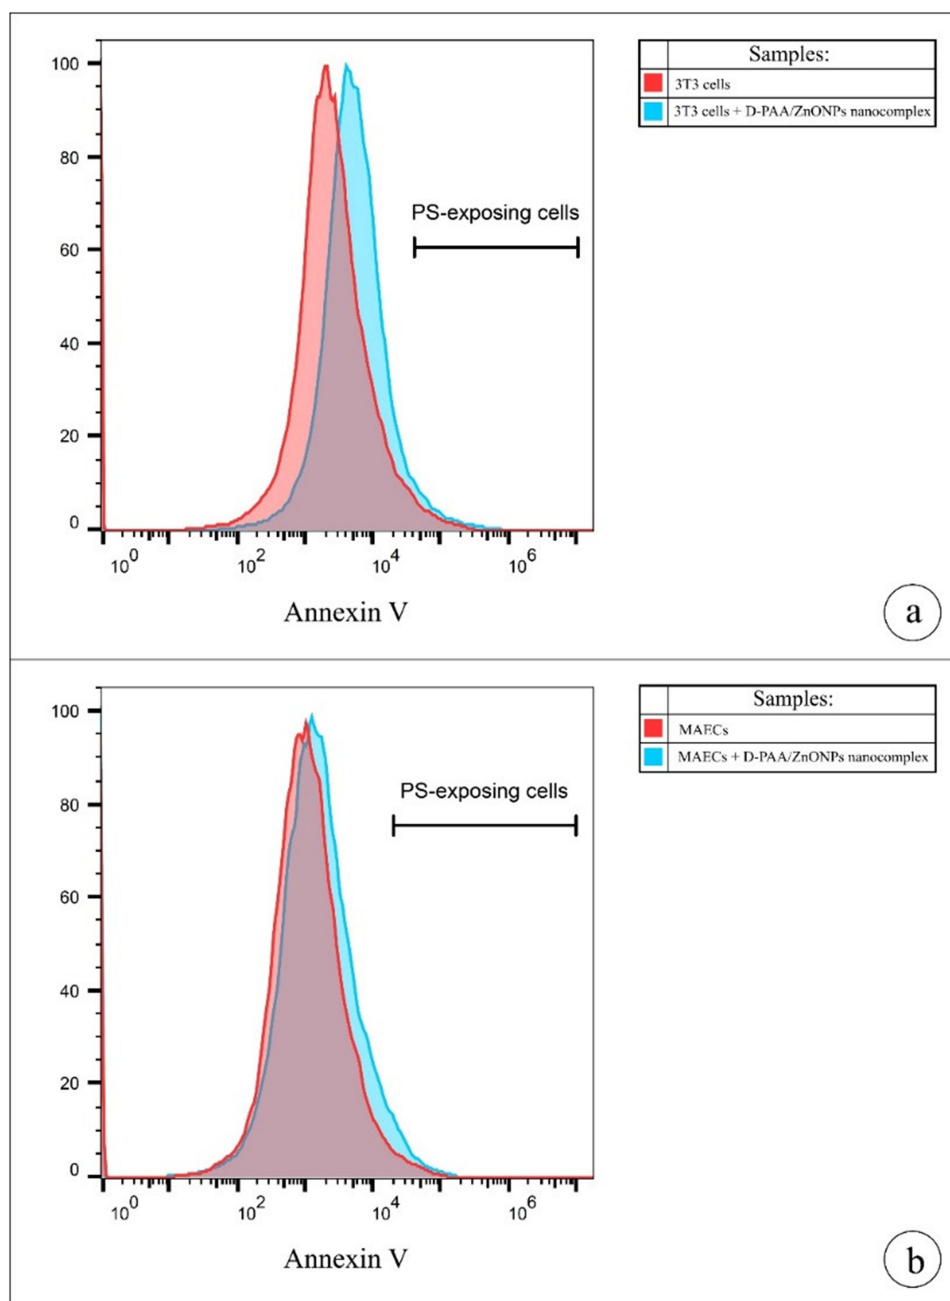 Samples:
3T3 cells
3T3 cells + D-PAA/ZnONPs nanocomplex
100
80
60
40
20
0
PS-exposing cells
10^0 10^2 10^4 10^6
Annexin V
a
Samples:
MAECs
MAECs + D-PAA/ZnONPs nanocomplex
100
80
60
40
20
0
PS-exposing cells
10^0 10^2 10^4 10^6
Annexin V
b